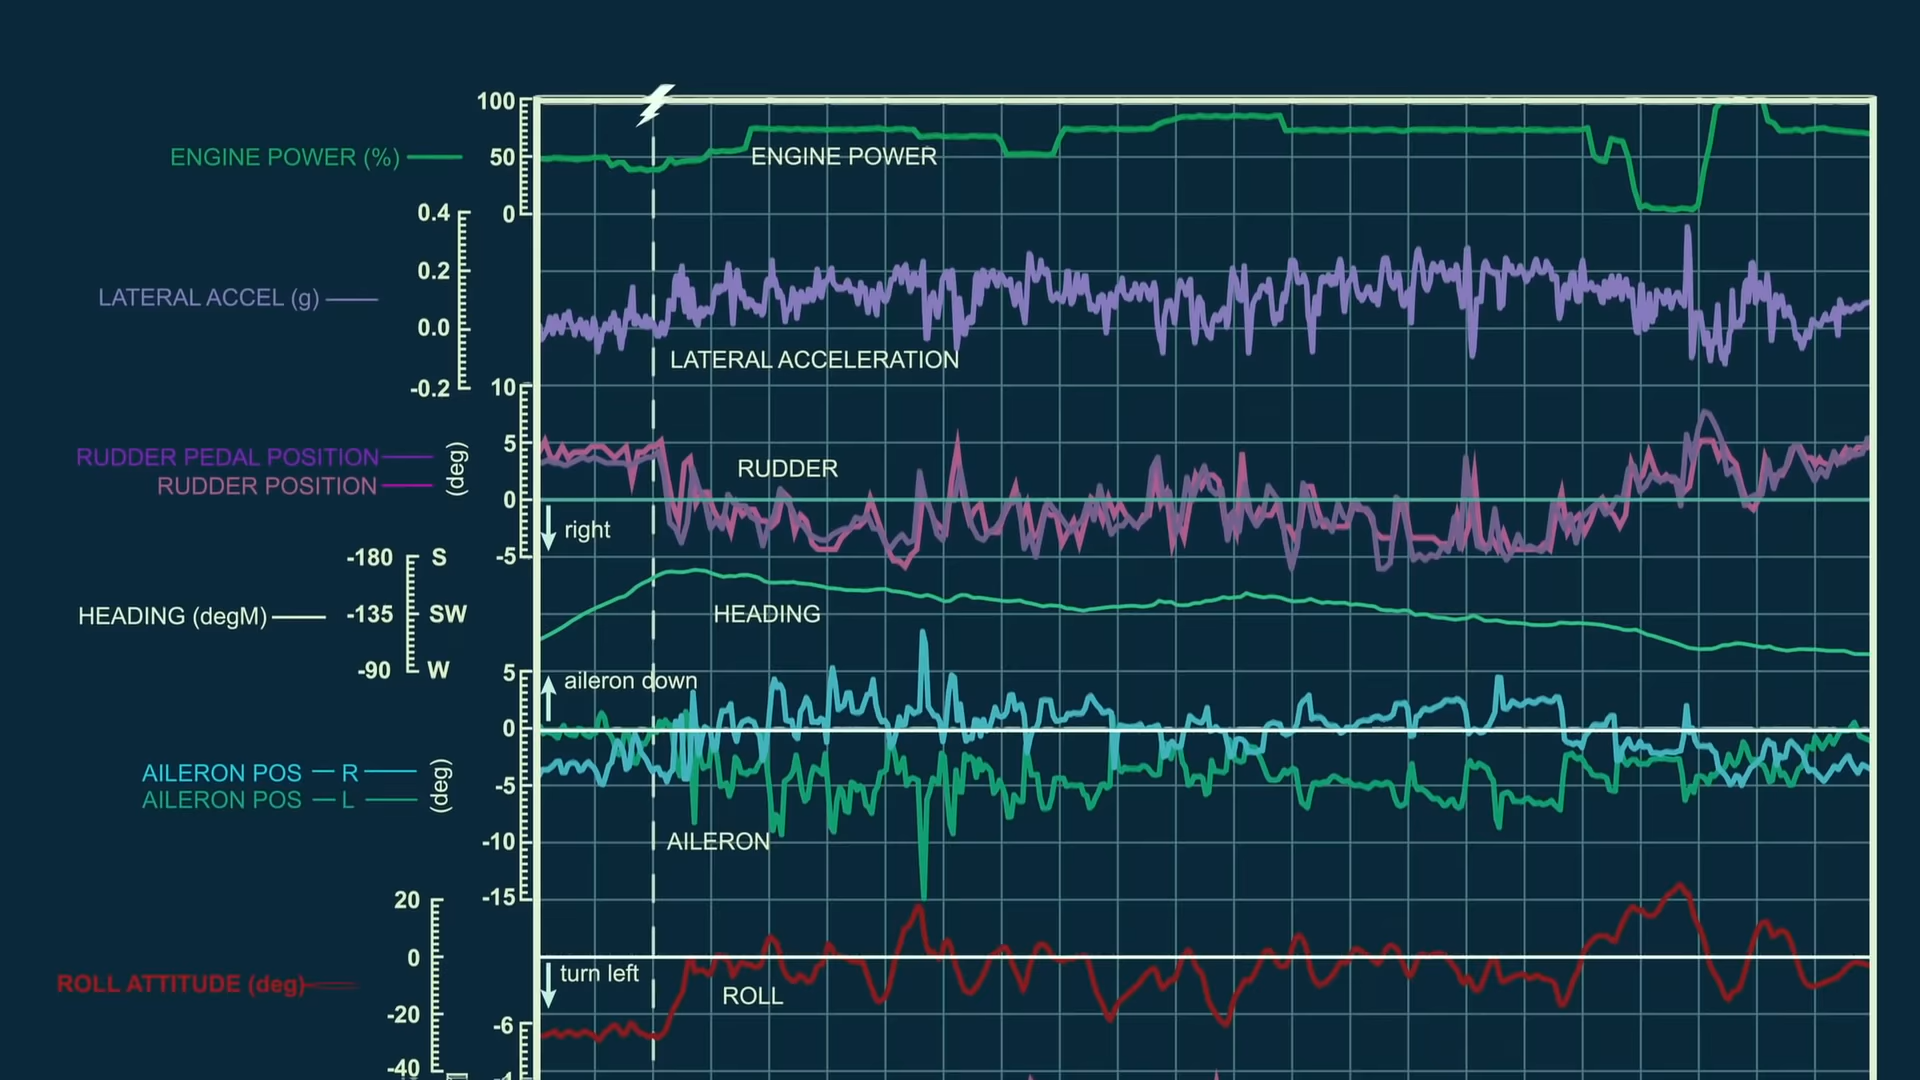 100
ENGINE POWER (%)
50
ENGINE POWER
0
0.4
0.2
LATERAL ACCEL (g)
0.0
LATERAL ACCELERATION
-0.2
10
5
RUDDER PEDAL POSITION
RUDDER POSITION
(deg)
RUDDER
0
right
-5
-180 S
HEADING (degM)
-135 SW
HEADING
-90 W
5
aileron down
0
AILERON POS — R
AILERON POS — L
(deg)
-5
-10
AILERON
-15
20
0
turn left
ROLL ATTITUDE (deg)
ROLL
-20
-6
-40